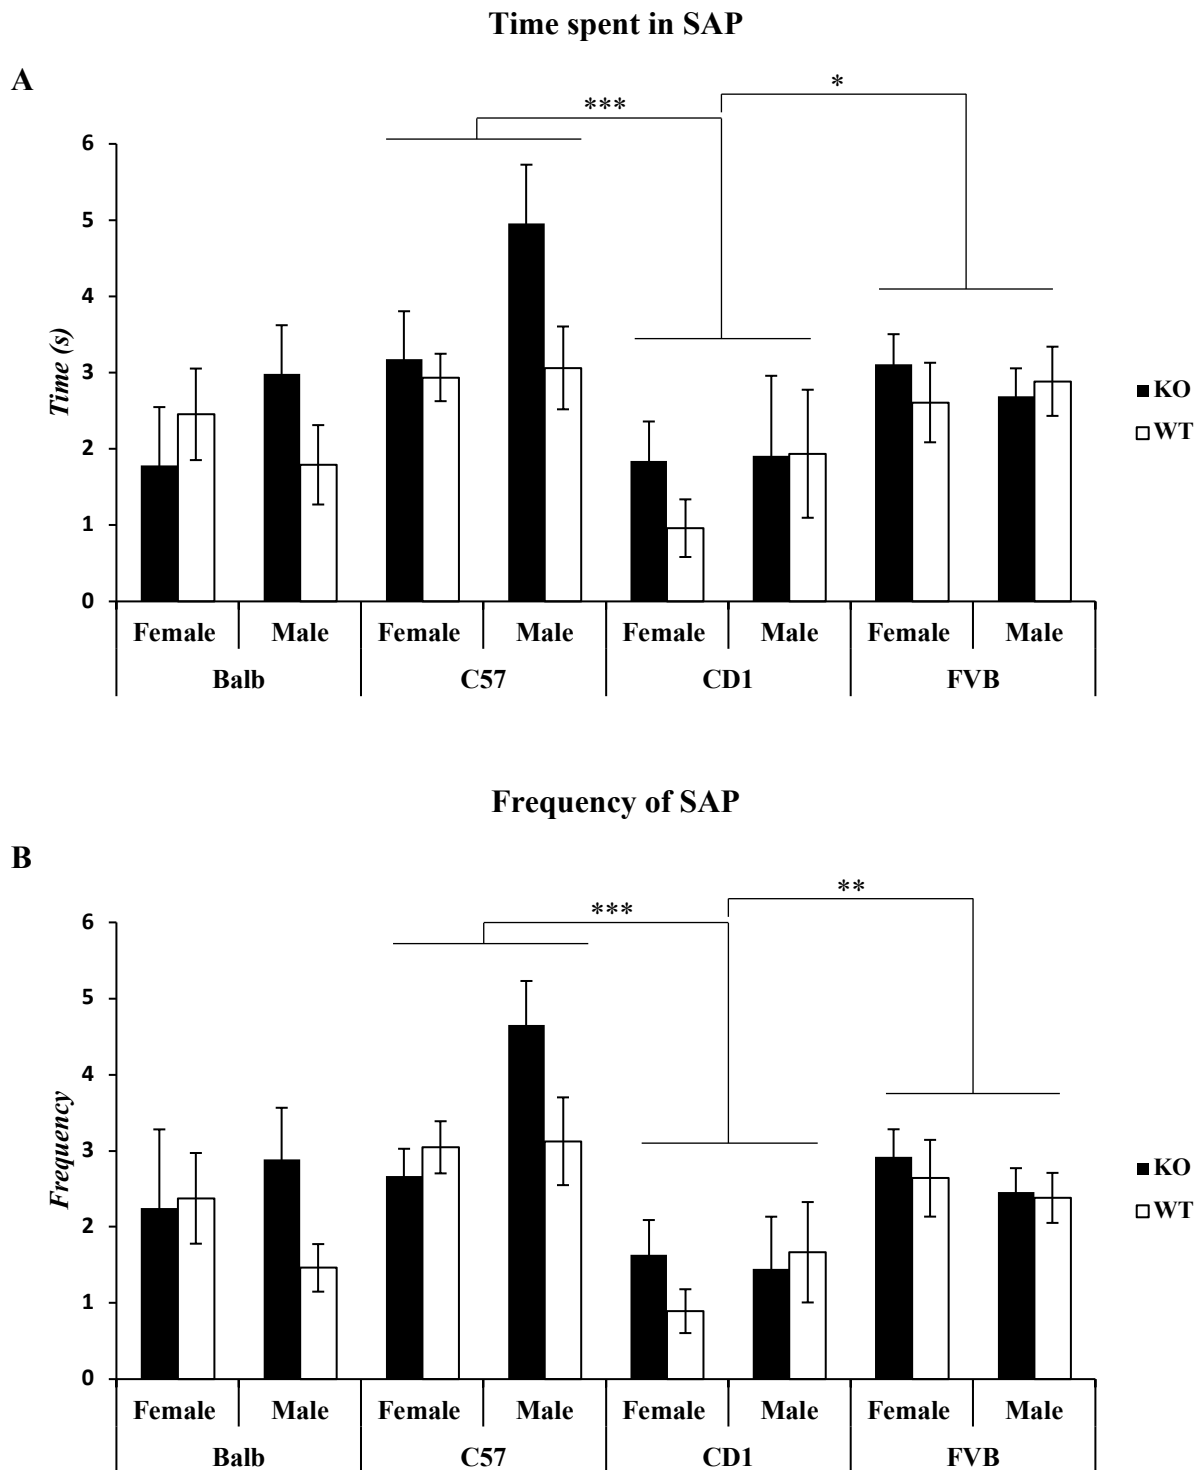 Time spent in SAP
A
*
***
6
5
4
3
2
1
0
Time (s)
KO
WT
Female Male Female Male Female Male Female Male
Balb C57 CD1 FVB
Frequency of SAP
B
**
***
6
5
4
3
2
1
0
Frequency
KO
WT
Female Male Female Male Female Male Female Male
Balb C57 CD1 FVB